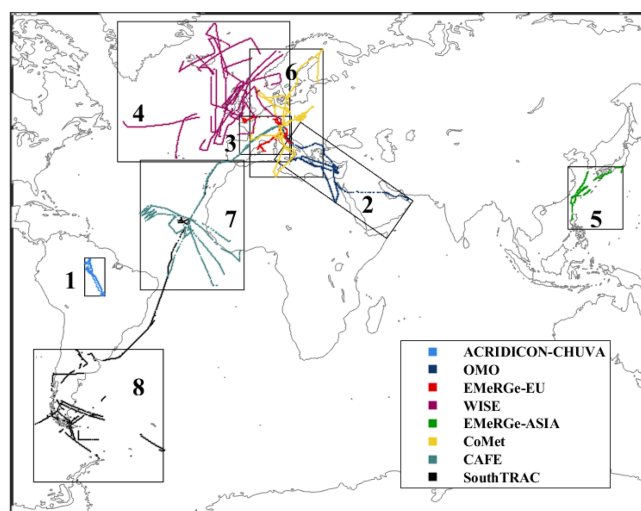 6
4
3
7
2
5
1
8
ACRIDICON-CHUVA
OMO
EMeRGe-EU
WISE
EMeRGe-ASIA
CoMet
CAFE
SouthTRAC